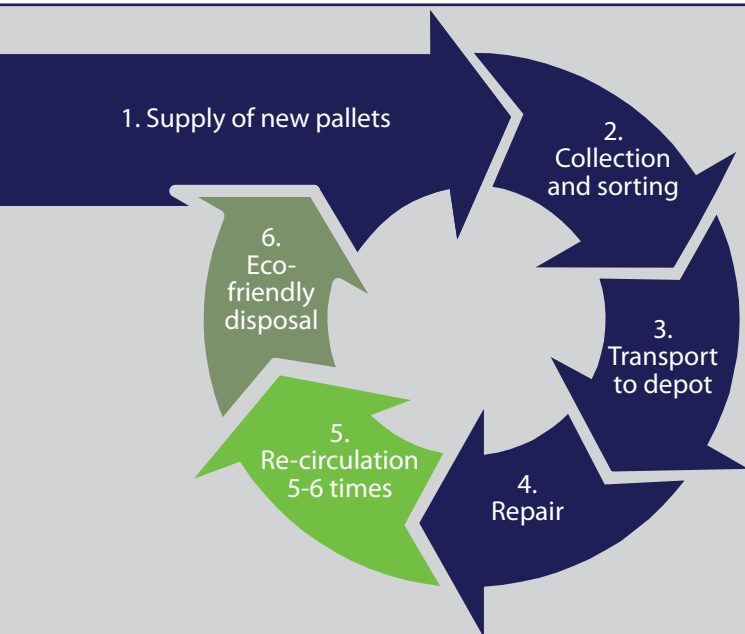 1. Supply of new pallets
2.
Collection
and sorting
3.
Transport
to depot
4.
Repair
5.
Re-circulation
5-6 times
6.
Eco-
friendly
disposal